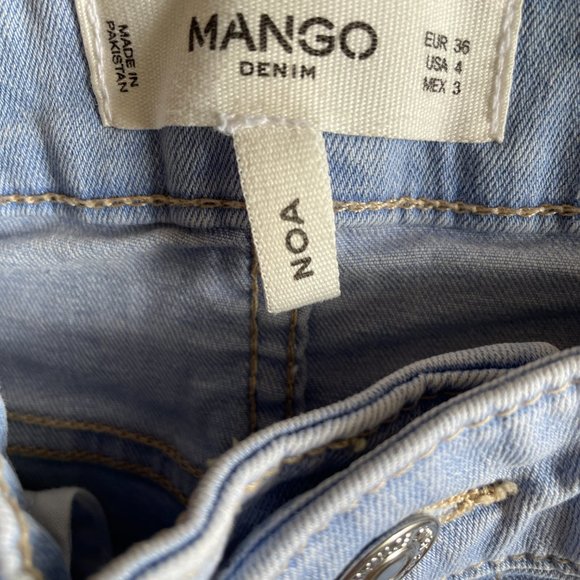 MADE IN
PAKISTAN
MANGO
DENIM
EUR 36
USA 4
MEX 3
NOA